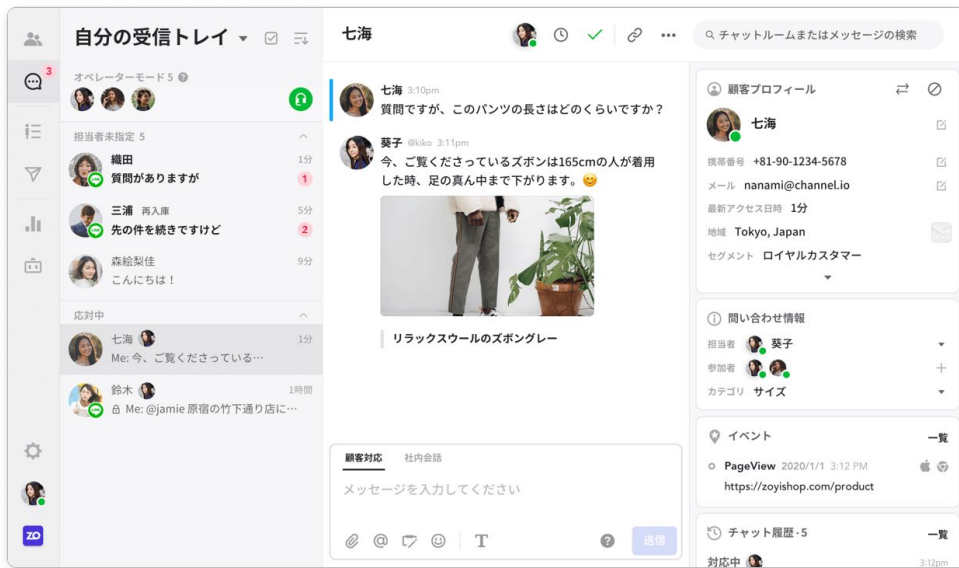 3
ZO
自分の受信トレイ
オペレーターモード 5
担当者未指定 5
織田 1分
質問がありますが 1
三浦 再入庫 5分
先の件を続きですけど 2
森絵梨佳 9分
こんにちは！
応対中
七海 1分
Me: 今、ご覧くださっている…
鈴木 1時間
Me: @jamie 原宿の竹下通り店に…
七海
七海 3:10pm
質問ですが、このパンツの長さはどのくらいですか？
葵子 @kiko 3:11pm
今、ご覧くださっているズボンは165cmの人が着用
した時、足の真ん中まで下がります。😊
リラックスウールのズボングレー
顧客対応 社内会話
メッセージを入力してください
T ? 送信
チャットルームまたはメッセージの検索
顧客プロフィール
七海
携帯番号 +81-90-1234-5678
メール nanami@channel.io
最新アクセス日時 1分
地域 Tokyo, Japan
セグメント ロイヤルカスタマー
問い合わせ情報
担当者 葵子
参加者
カテゴリ サイズ
イベント 一覧
PageView 2020/1/1 3:12 PM
https://zoyishop.com/product
チャット履歴·5 一覧
対応中 3:12pm